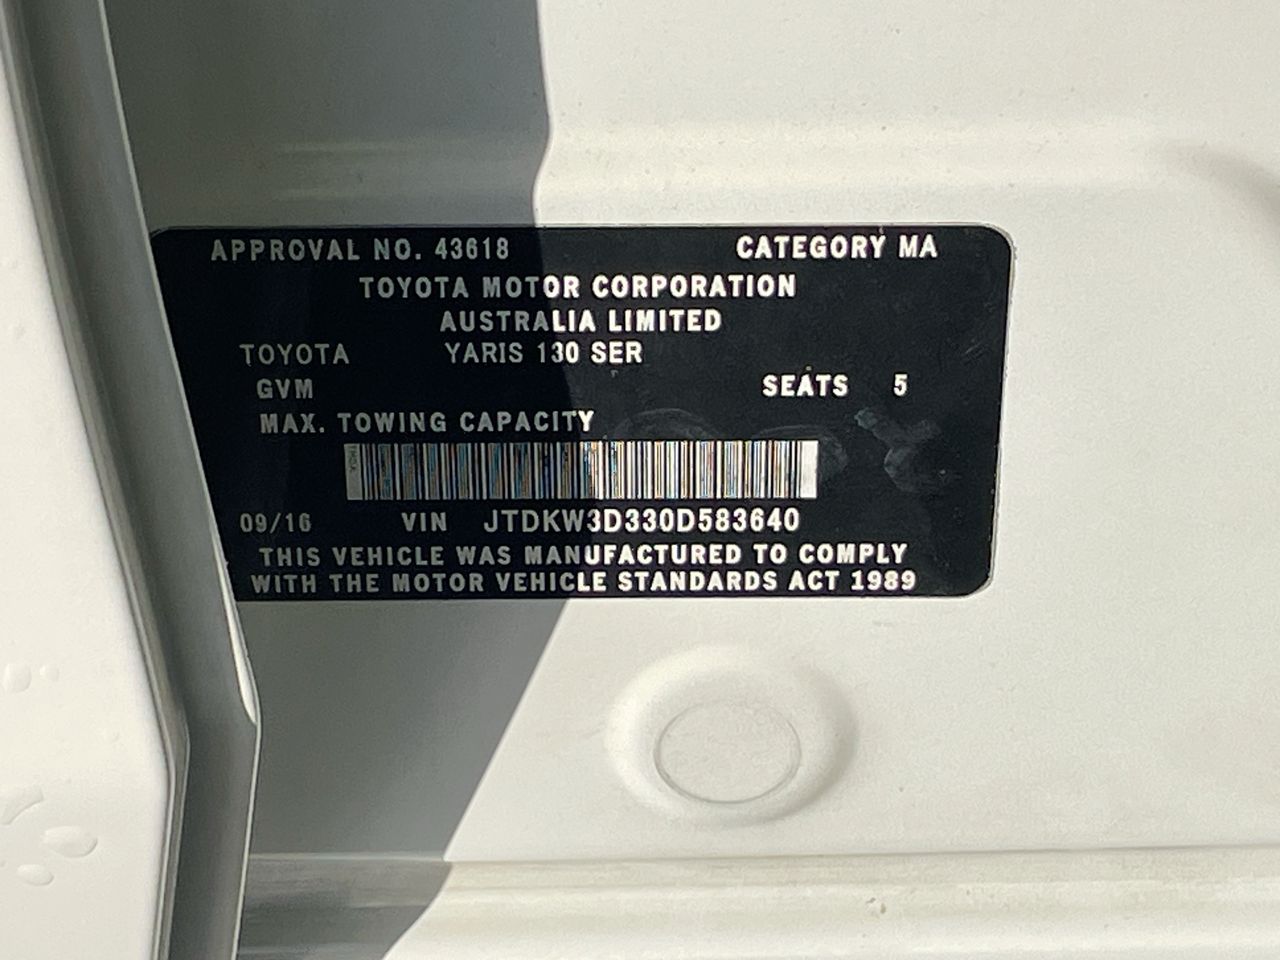 APPROVAL NO. 43618 CATEGORY MA
TOYOTA MOTOR CORPORATION
AUSTRALIA LIMITED
TOYOTA YARIS 130 SER
GVM SEATS 5
MAX. TOWING CAPACITY
09/16 VIN JTDKW3D330D583640
THIS VEHICLE WAS MANUFACTURED TO COMPLY
WITH THE MOTOR VEHICLE STANDARDS ACT 1989